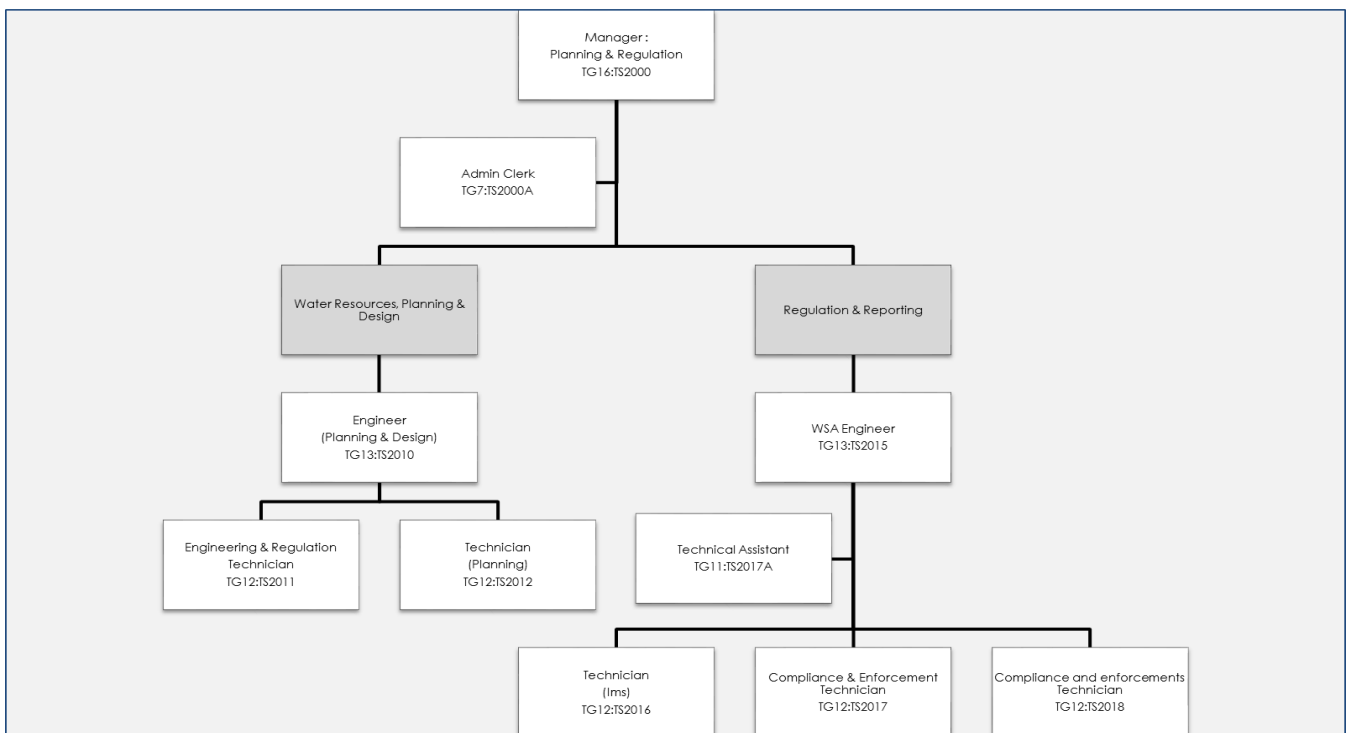 Manager :
Planning & Regulation
TG16:TS2000
Admin Clerk
TG7:TS2000A
Water Resources, Planning &
Design
Regulation & Reporting
Engineer
(Planning & Design)
TG13:TS2010
WSA Engineer
TG13:TS2015
Engineering & Regulation
Technician
TG12:TS2011
Technician
(Planning)
TG12:TS2012
Technical Assistant
TG11:TS2017A
Technician
(Ims)
TG12:TS2016
Compliance & Enforcement
Technician
TG12:TS2017
Compliance and enforcements
Technician
TG12:TS2018